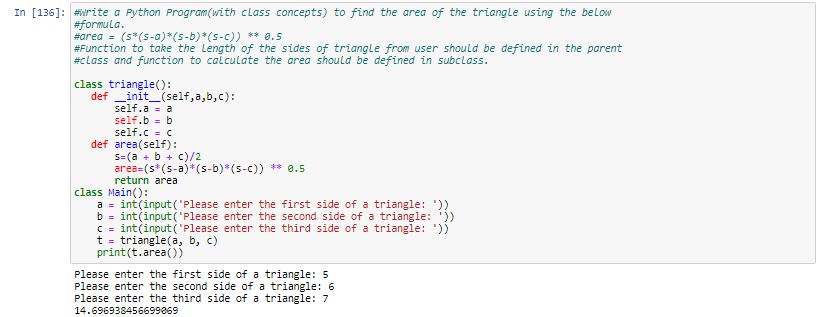 In [136]: #Write a Python Program(with class concepts) to find the area of the triangle using the below
#formula.
#area = (s*(s-a)*(s-b)*(s-c)) ** 0.5
#Function to take the length of the sides of triangle from user should be defined in the parent
#class and function to calculate the area should be defined in subclass.

class triangle():
    def __init__(self,a,b,c):
        self.a = a
        self.b = b
        self.c = c
    def area(self):
        s=(a + b + c)/2
        area=(s*(s-a)*(s-b)*(s-c)) ** 0.5
        return area
class Main():
    a = int(input('Please enter the first side of a triangle: '))
    b = int(input('Please enter the second side of a triangle: '))
    c = int(input('Please enter the third side of a triangle: '))
    t = triangle(a, b, c)
    print(t.area())

Please enter the first side of a triangle: 5
Please enter the second side of a triangle: 6
Please enter the third side of a triangle: 7
14.696938456699069